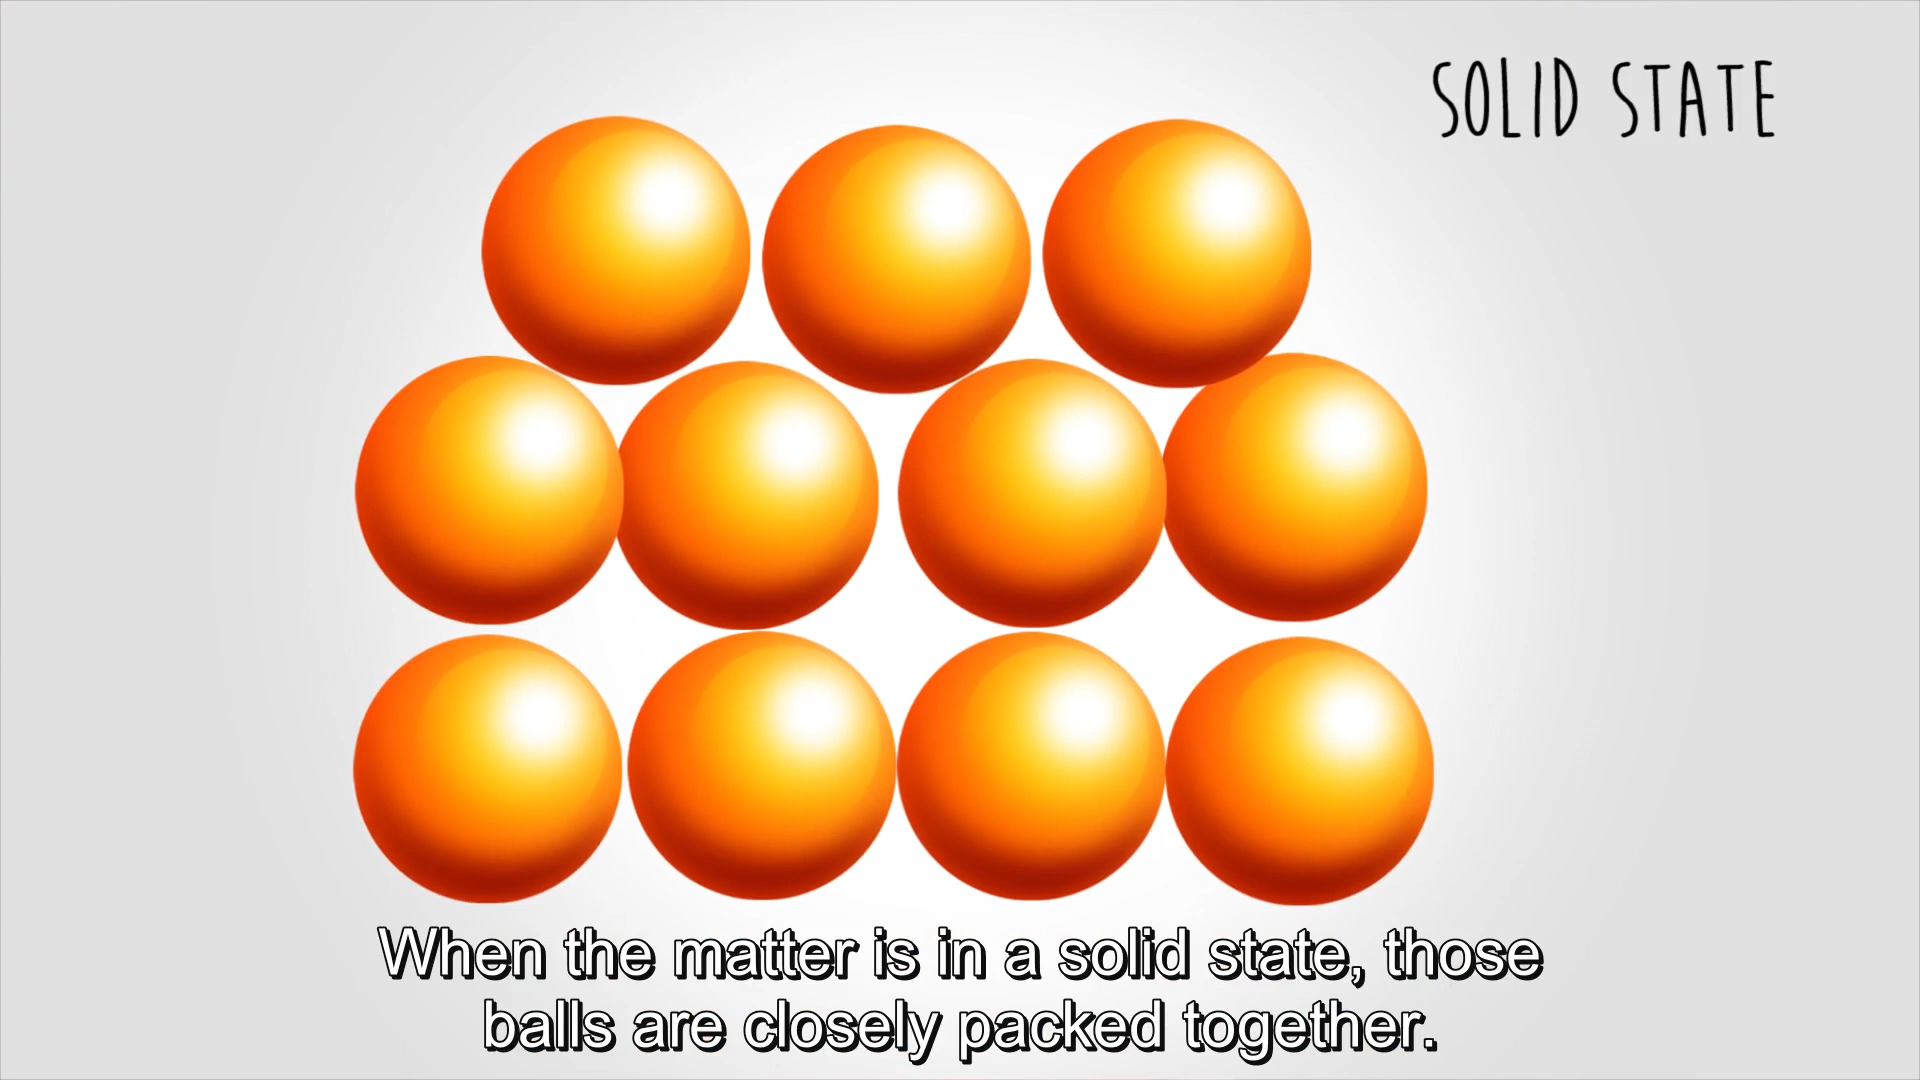 SOLID STATE
When the matter is in a solid state, those
balls are closely packed together.